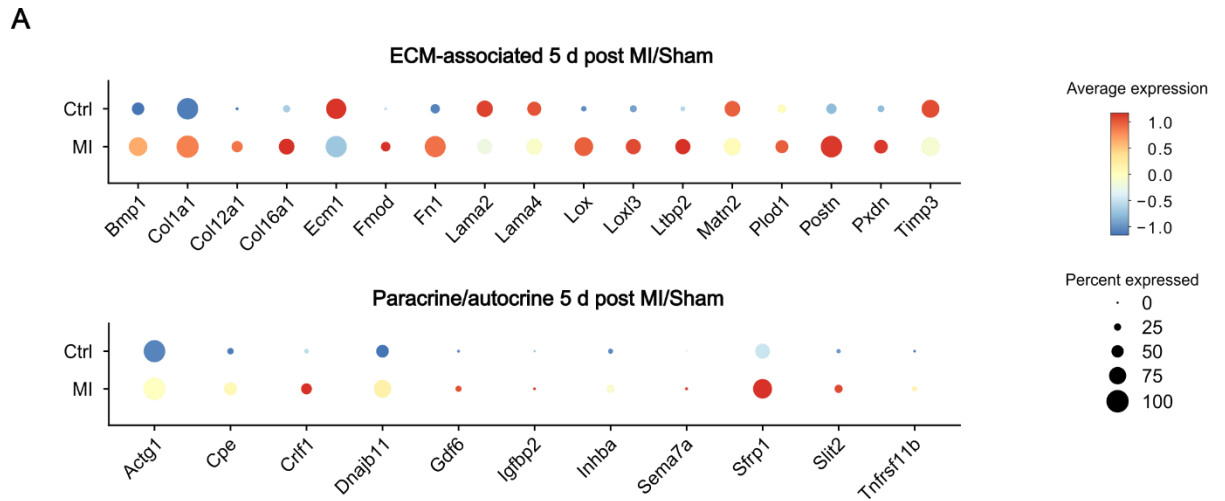 A
ECM-associated 5 d post MI/Sham
Ctrl
MI
Bmp1 Col1a1 Col12a1 Col16a1 Ecm1 Fmod Fn1 Lama2 Lama4 Lox Loxl3 Ltbp2 Matn2 Plod1 Postn Pxdn Timp3
Average expression
1.0
0.5
0.0
-0.5
-1.0
Paracrine/autocrine 5 d post MI/Sham
Ctrl
MI
Actg1 Cpe Crlf1 Dnajb11 Gdf6 Igfbp2 Inhba Sema7a Sfrp1 Slit2 Tnfrsf11b
Percent expressed
0
25
50
75
100